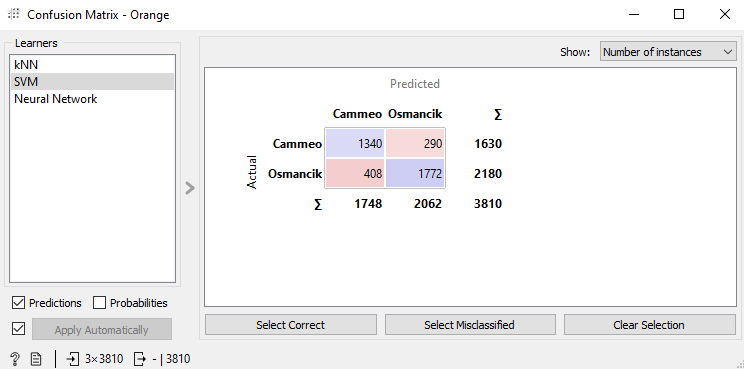 Confusion Matrix - Orange
Learners
kNN
SVM
Neural Network
Predictions Probabilities
Apply Automatically
3×3810 - | 3810
Show: Number of instances
Predicted
Cammeo Osmancik ∑
Actual
Cammeo 1340 290 1630
Osmancik 408 1772 2180
∑ 1748 2062 3810
Select Correct Select Misclassified Clear Selection